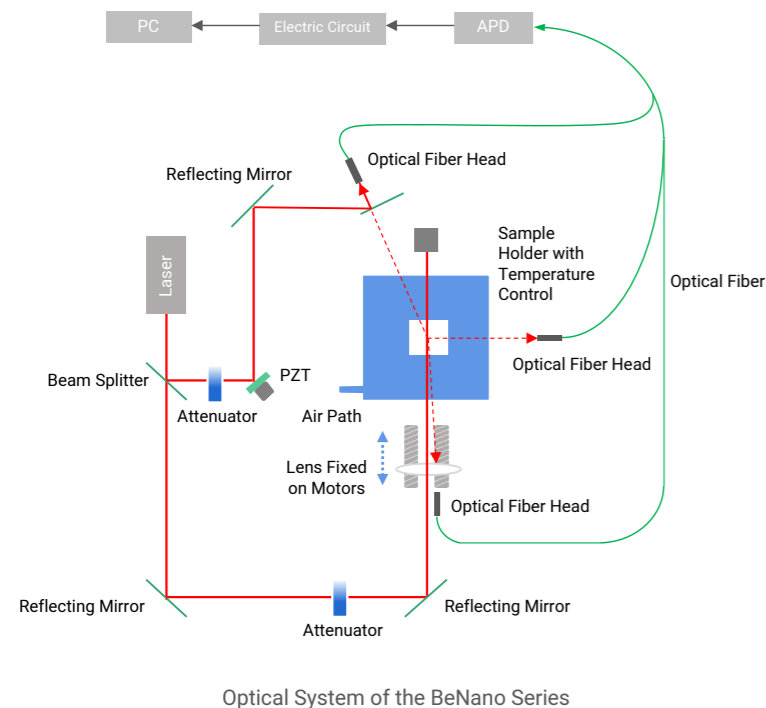 PC
Electric Circuit
APD
Optical Fiber Head
Reflecting Mirror
Sample
Holder with
Temperature
Control
Laser
Optical Fiber
Optical Fiber Head
PZT
Beam Splitter
Attenuator
Air Path
Lens Fixed
on Motors
Optical Fiber Head
Reflecting Mirror
Reflecting Mirror
Attenuator
Optical System of the BeNano Series